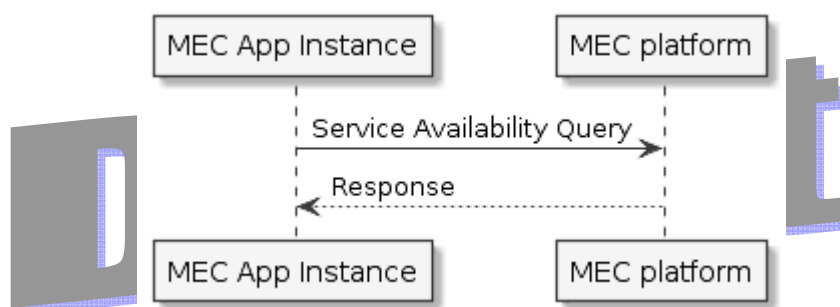 MEC App Instance MEC platform
Service Availability Query
Response
MEC App Instance MEC platform